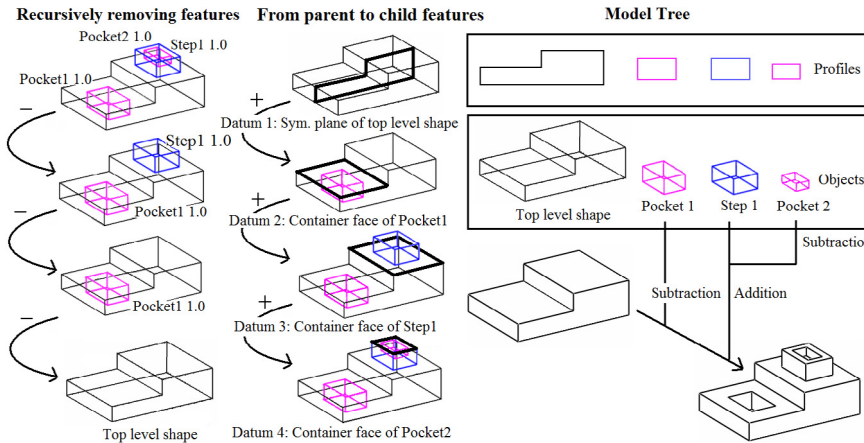 Recursively removing features
From parent to child features
Model Tree
Pocket2 1.0
Step1 1.0
Pocket1 1.0
Step1 1.0
Pocket1 1.0
Pocket1 1.0
Top level shape
Datum 1: Sym. plane of top level shape
Datum 2: Container face of Pocket1
Datum 3: Container face of Step1
Datum 4: Container face of Pocket2
Profiles
Objects
Top level shape
Pocket 1
Step 1
Pocket 2
Subtraction
Subtraction
Addition